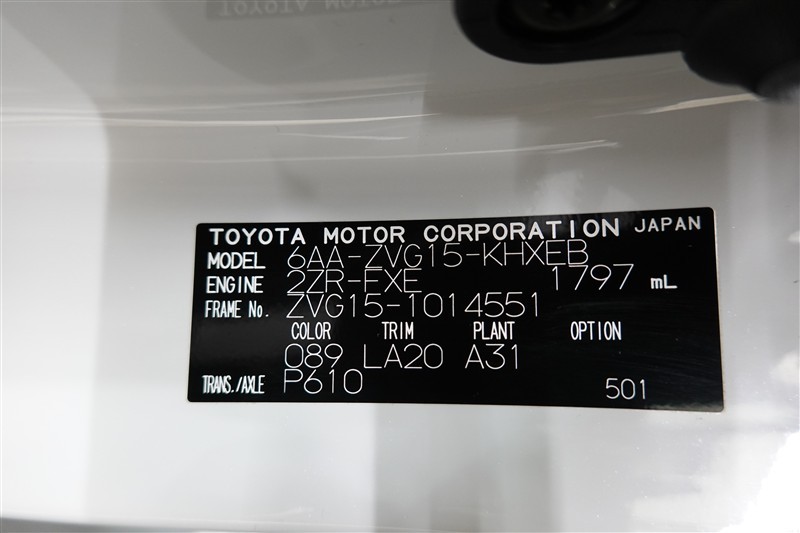 TOYOTA MOTOR CORPORATION JAPAN
MODEL 6AA-ZVG15-KHXEB
ENGINE 2ZR-FXE 1797 mL
FRAME No. ZVG15-1014551
COLOR TRIM PLANT OPTION
089 LA20 A31
TRANS./AXLE P610 501